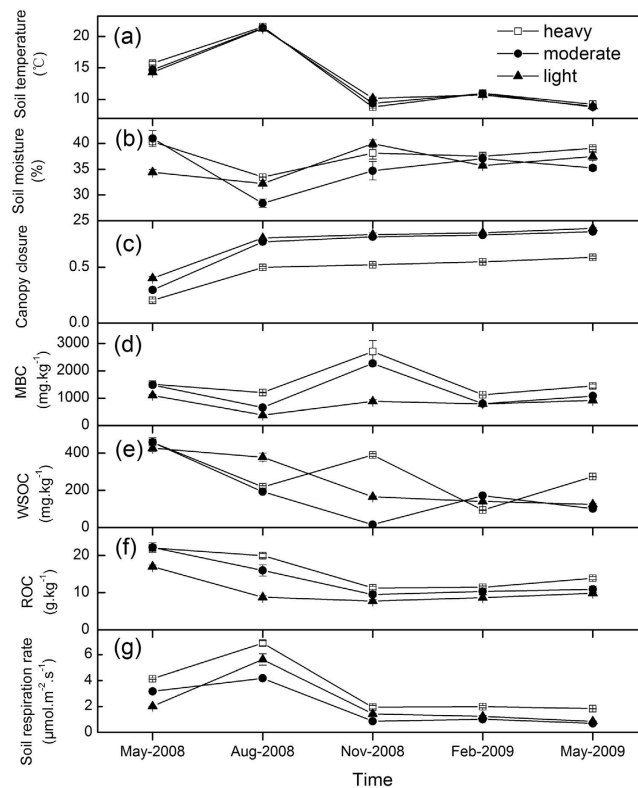 (a)
Soil temperature
(℃)
20
15
10
heavy
moderate
light
(b)
Soil moisture
(%)
40
35
30
25
(c)
Canopy closure
0.5
0.0
(d)
MBC
(mg.kg⁻¹)
3000
2000
1000
0
(e)
WSOC
(mg.kg⁻¹)
400
200
0
(f)
ROC
(g.kg⁻¹)
20
10
0
(g)
Soil respiration rate
(μmol.m⁻².s⁻¹)
6
4
2
0
May-2008
Aug-2008
Nov-2008
Feb-2009
May-2009
Time